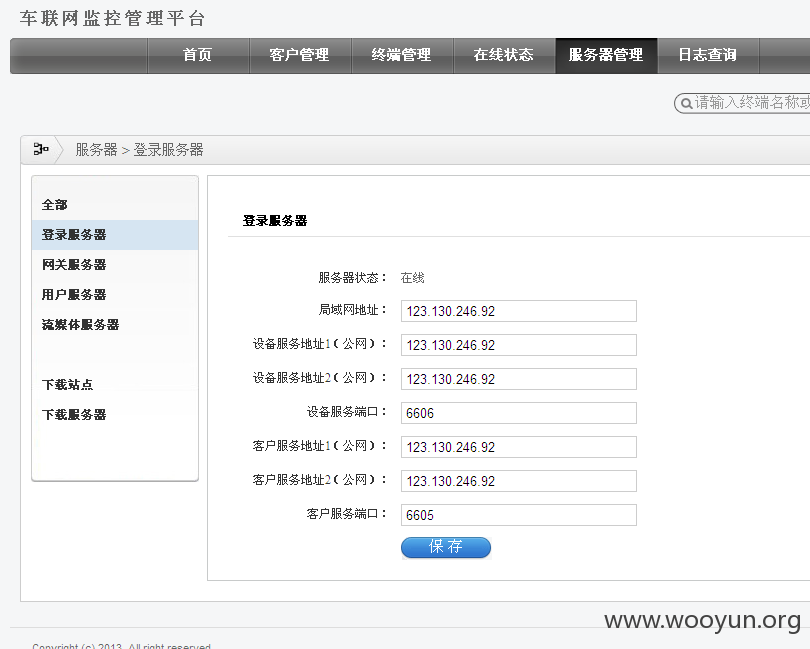 车联网监控管理平台
首页 客户管理 终端管理 在线状态 服务器管理 日志查询
请输入终端名称或
服务器 > 登录服务器
全部
登录服务器
网关服务器
用户服务器
流媒体服务器
下载站点
下载服务器
登录服务器
服务器状态： 在线
局域网地址： 123.130.246.92
设备服务地址1（公网）： 123.130.246.92
设备服务地址2（公网）： 123.130.246.92
设备服务端口： 6606
客户服务地址1（公网）： 123.130.246.92
客户服务地址2（公网）： 123.130.246.92
客户服务端口： 6605
保 存
www.wooyun.org
Copyright (c) 2013, All right reserved